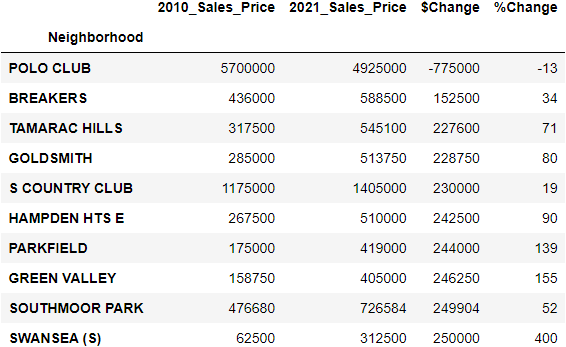 2010_Sales_Price 2021_Sales_Price $Change %Change
Neighborhood
POLO CLUB 5700000 4925000 -775000 -13
BREAKERS 436000 588500 152500 34
TAMARAC HILLS 317500 545100 227600 71
GOLDSMITH 285000 513750 228750 80
S COUNTRY CLUB 1175000 1405000 230000 19
HAMPDEN HTS E 267500 510000 242500 90
PARKFIELD 175000 419000 244000 139
GREEN VALLEY 158750 405000 246250 155
SOUTHMOOR PARK 476680 726584 249904 52
SWANSEA (S) 62500 312500 250000 400